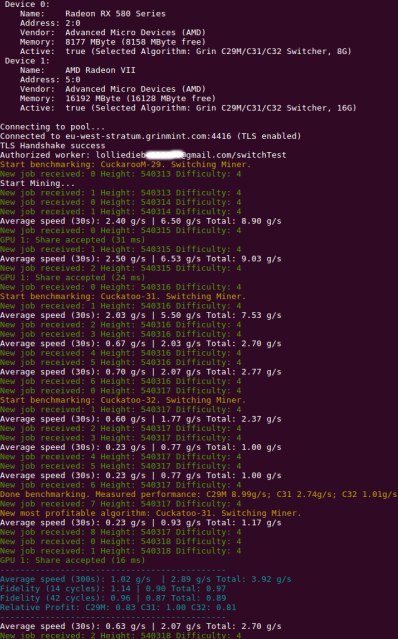 Device 0:
Name: Radeon RX 580 Series
Address: 2:0
Vendor: Advanced Micro Devices (AMD)
Memory: 8177 MByte (8158 MByte free)
Active: true (Selected Algorithm: Grin C29M/C31/C32 Switcher, 8G)
Device 1:
Name: AMD Radeon VII
Address: 5:0
Vendor: Advanced Micro Devices (AMD)
Memory: 16192 MByte (16128 MByte free)
Active: true (Selected Algorithm: Grin C29M/C31/C32 Switcher, 16G)
Connecting to pool...
Connected to eu-west-stratum.grinmint.com:4416 (TLS enabled)
TLS Handshake success
Authorized worker: lolliedieb gmail.com/switchTest
Start benchmarking: CuckarooM-29. Switching Miner.
New job received: 0 Height: 540313 Difficulty: 4
Start Mining...
New job received: 1 Height: 540313 Difficulty: 4
New job received: 0 Height: 540314 Difficulty: 4
New job received: 1 Height: 540314 Difficulty: 4
Average speed (30s): 2.40 g/s | 6.50 g/s Total: 8.90 g/s
New job received: 0 Height: 540315 Difficulty: 4
GPU 1: Share accepted (31 ms)
New job received: 1 Height: 540315 Difficulty: 4
Average speed (30s): 2.50 g/s | 6.53 g/s Total: 9.03 g/s
New job received: 2 Height: 540315 Difficulty: 4
GPU 1: Share accepted (24 ms)
New job received: 0 Height: 540316 Difficulty: 4
Start benchmarking: Cuckatoo-31. Switching Miner.
New job received: 1 Height: 540316 Difficulty: 4
Average speed (30s): 2.03 g/s | 5.50 g/s Total: 7.53 g/s
New job received: 2 Height: 540316 Difficulty: 4
New job received: 3 Height: 540316 Difficulty: 4
Average speed (30s): 0.67 g/s | 2.03 g/s Total: 2.70 g/s
New job received: 4 Height: 540316 Difficulty: 4
New job received: 5 Height: 540316 Difficulty: 4
Average speed (30s): 0.70 g/s | 2.07 g/s Total: 2.77 g/s
New job received: 6 Height: 540316 Difficulty: 4
New job received: 0 Height: 540317 Difficulty: 4
Start benchmarking: Cuckatoo-32. Switching Miner.
New job received: 1 Height: 540317 Difficulty: 4
Average speed (30s): 0.60 g/s | 1.77 g/s Total: 2.37 g/s
New job received: 2 Height: 540317 Difficulty: 4
New job received: 3 Height: 540317 Difficulty: 4
Average speed (30s): 0.23 g/s | 0.77 g/s Total: 1.00 g/s
New job received: 4 Height: 540317 Difficulty: 4
New job received: 5 Height: 540317 Difficulty: 4
Average speed (30s): 0.23 g/s | 0.77 g/s Total: 1.00 g/s
New job received: 6 Height: 540317 Difficulty: 4
Done benchmarking. Measured performance: C29M 8.99g/s; C31 2.74g/s; C32 1.01g/s
New job received: 7 Height: 540317 Difficulty: 4
New most profitable algorithm: Cuckatoo-31. Switching Miner.
Average speed (30s): 0.23 g/s | 0.93 g/s Total: 1.17 g/s
New job received: 8 Height: 540317 Difficulty: 4
New job received: 0 Height: 540318 Difficulty: 4
New job received: 1 Height: 540318 Difficulty: 4
GPU 1: Share accepted (16 ms)
---------------------------------------------
Average speed (300s): 1.02 g/s | 2.89 g/s Total: 3.92 g/s
Fidelity (14 cycles): 1.14 | 0.90 Total: 0.97
Fidelity (42 cycles): 0.96 | 0.87 Total: 0.89
Relative Profit: C29M: 0.83 C31: 1.00 C32: 0.81
---------------------------------------------
Average speed (30s): 0.63 g/s | 2.07 g/s Total: 2.70 g/s
New job received: 2 Height: 540318 Difficulty: 4